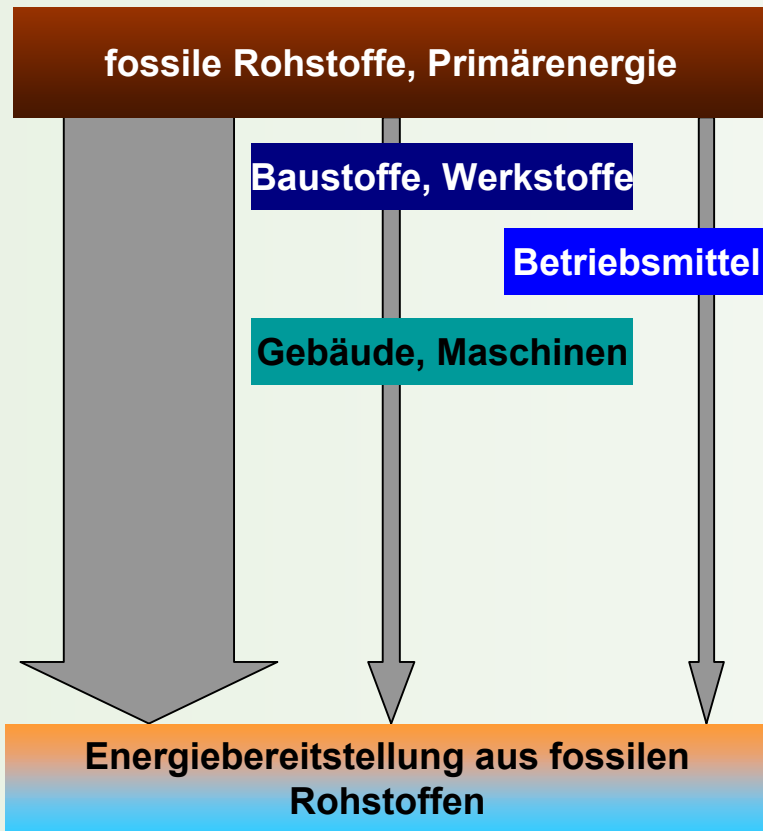 fossile Rohstoffe, Primärenergie
Baustoffe, Werkstoffe
Betriebsmittel
Gebäude, Maschinen
Energiebereitstellung aus fossilen
Rohstoffen